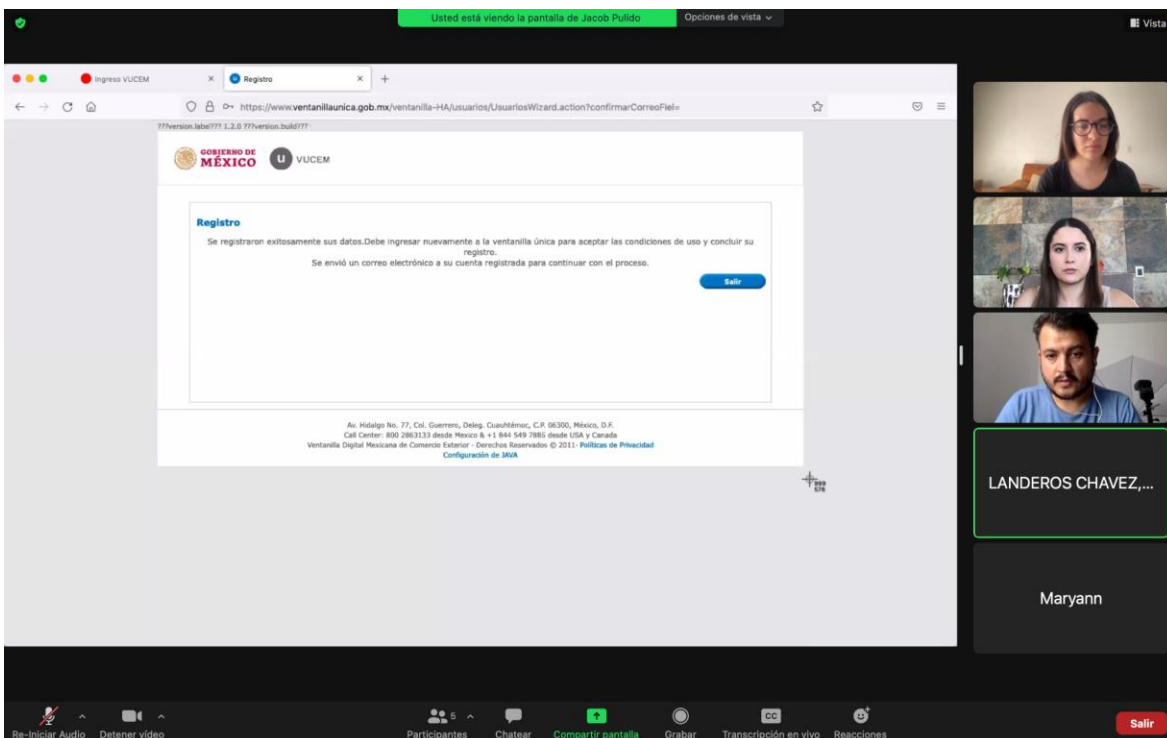 Usted está viendo la pantalla de Jacob Pulido
Opciones de vista
Vista
Ingreso VUCEM
Registro
https://www.ventanillaunica.gob.mx/ventanilla-HA/usuarios/UsuariosWizard.action?confirmarCorreoFiel=
???version.label??? 1.2.0 ???version.build???
GOBIERNO DE
MÉXICO
U VUCEM
Registro
Se registraron exitosamente sus datos.Debe ingresar nuevamente a la ventanilla única para aceptar las condiciones de uso y concluir su
registro.
Se envió un correo electrónico a su cuenta registrada para continuar con el proceso.
Salir
Av. Hidalgo No. 77, Col. Guerrero, Deleg. Cuauhtémoc, C.P. 06300, México, D.F.
Call Center: 800 2863133 desde Mexico & +1 844 549 7885 desde USA y Canada
Ventanilla Digital Mexicana de Comercio Exterior - Derechos Reservados © 2011- Políticas de Privacidad
Configuración de JAVA
999
576
LANDEROS CHAVEZ,...
Maryann
Re-Iniciar Audio
Detener vídeo
5
Participantes
Chatear
Compartir pantalla
Grabar
CC
Transcripción en vivo
Reacciones
Salir